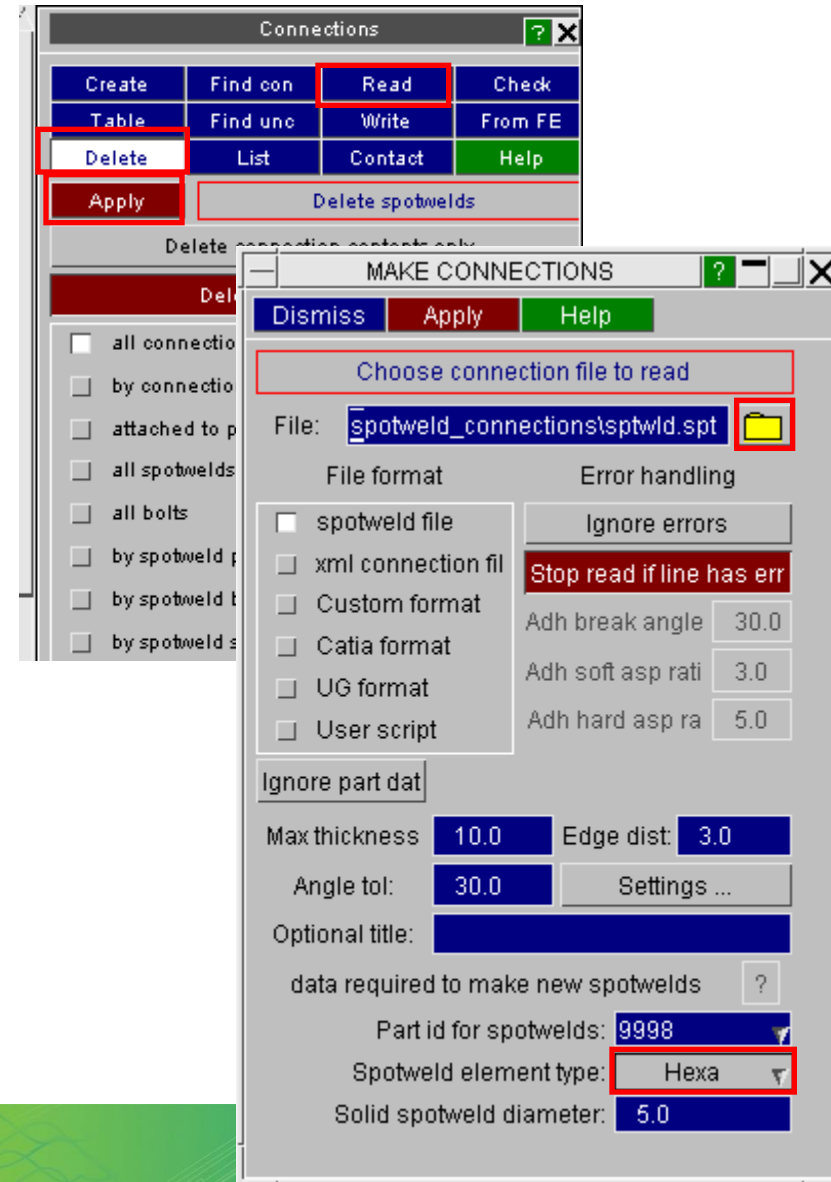 Connections ?
Create Find con Read Check
Table Find unc Write From FE
Delete List Contact Help
Apply Delete spotwelds
Delete connection contents only
all connectio
by connectio
attached to p
all spotwelds
all bolts
by spotweld p
by spotweld
by spotweld s
MAKE CONNECTIONS ?
Dismiss Apply Help
Choose connection file to read
File: spotweld_connections\sptwld.spt
File format Error handling
spotweld file Ignore errors
xml connection fil Stop read if line has err
Custom format Adh break angle 30.0
Catia format Adh soft asp rati 3.0
UG format Adh hard asp ra 5.0
User script
Ignore part dat
Max thickness 10.0 Edge dist: 3.0
Angle tol: 30.0 Settings ...
Optional title:
data required to make new spotwelds ?
Part id for spotwelds: 9998
Spotweld element type: Hexa
Solid spotweld diameter: 5.0